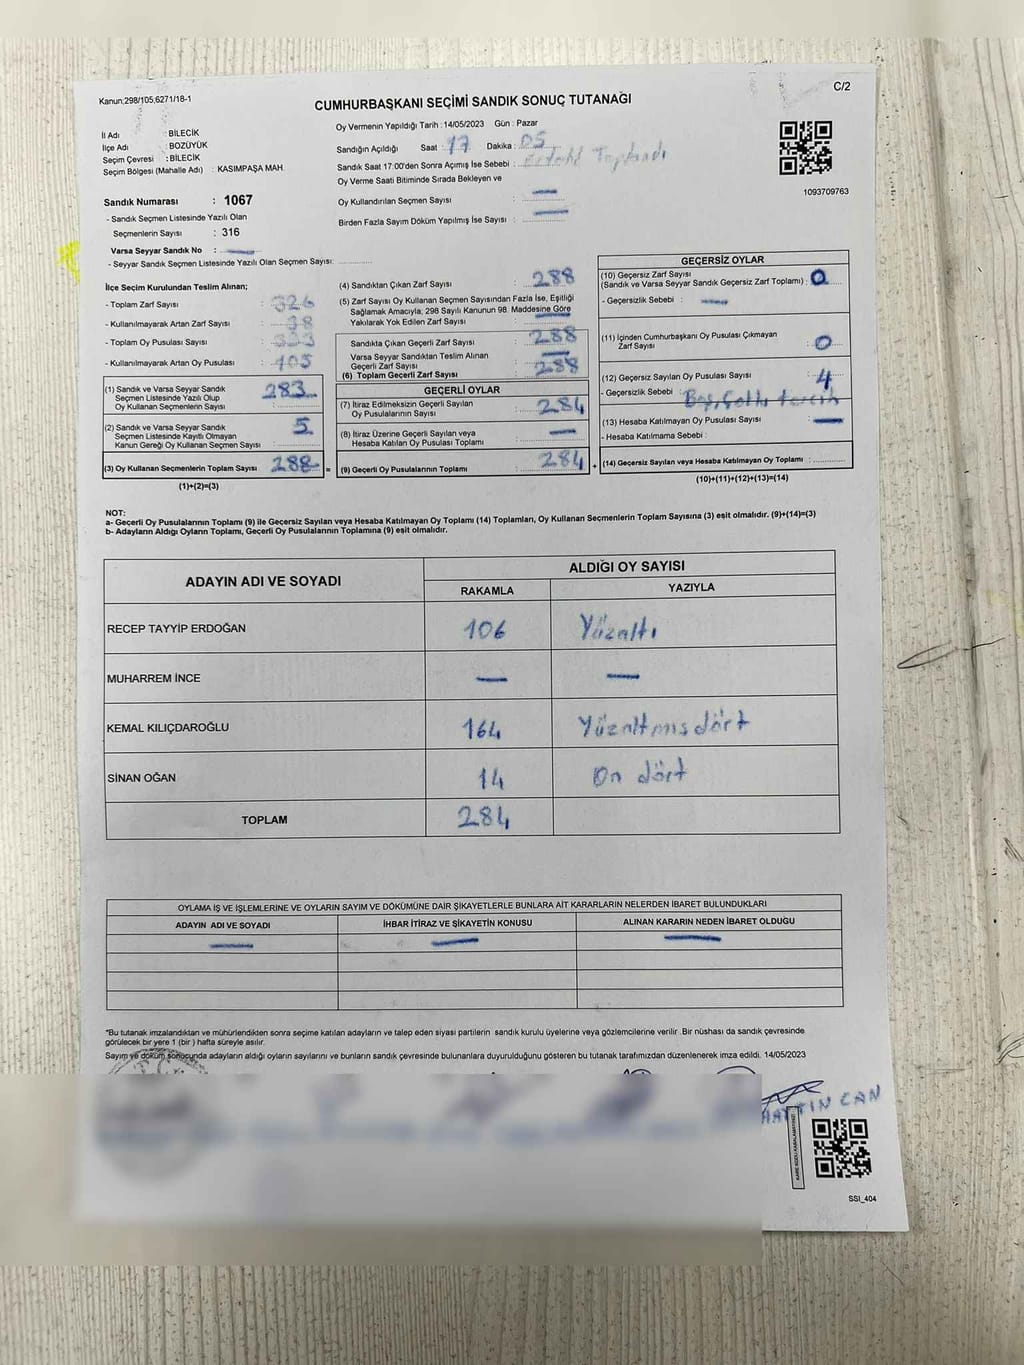 Kanun;298/105,6271/18-1
C/2
CUMHURBAŞKANI SEÇİMİ SANDIK SONUÇ TUTANAĞI
İl Adı : BİLECİK
İlçe Adı : BOZÜYÜK
Seçim Çevresi : BİLECİK
Seçim Bölgesi (Mahalle Adı) : KASIMPAŞA MAH.
Oy Vermenin Yapıldığı Tarih : 14/05/2023 Gün : Pazar
Sandığın Açıldığı Saat : 17 Dakika : 05
Sandık Saat 17:00'den Sonra Açımış İse Sebebi : Toplandı
Oy Verme Saati Bitiminde Sırada Bekleyen ve
Oy Kullandırılan Seçmen Sayısı : —
Birden Fazla Sayım Döküm Yapılmış İse Sayısı : —
1093709763
Sandık Numarası : 1067
- Sandık Seçmen Listesinde Yazılı Olan
Seçmenlerin Sayısı : 316
Varsa Seyyar Sandık No : —
- Seyyar Sandık Seçmen Listesinde Yazılı Olan Seçmen Sayısı: ............
İlçe Seçim Kurulundan Teslim Alınan;
- Toplam Zarf Sayısı : 326
- Kullanılmayarak Artan Zarf Sayısı : 38
- Toplam Oy Pusulası Sayısı :
- Kullanılmayarak Artan Oy Pusulası : 105
(1) Sandık ve Varsa Seyyar Sandık
Seçmen Listesinde Yazılı Olup
Oy Kullanan Seçmenlerin Sayısı : 283
(2) Sandık ve Varsa Seyyar Sandık
Seçmen Listesinde Kayıtlı Olmayan
Kanun Gereği Oy Kullanan Seçmen Sayısı : 5
(3) Oy Kullanan Seçmenlerin Toplam Sayısı : 288 =
(1)+(2)=(3)
(4) Sandıktan Çıkan Zarf Sayısı : 288
(5) Zarf Sayısı Oy Kullanan Seçmen Sayısından Fazla İse, Eşitliği
Sağlamak Amacıyla; 298 Sayılı Kanunun 98. Maddesine Göre
Yakılarak Yok Edilen Zarf Sayısı : —
Sandıkta Çıkan Geçerli Zarf Sayısı : 288
Varsa Seyyar Sandıktan Teslim Alınan
Geçerli Zarf Sayısı : —
(6) Toplam Geçerli Zarf Sayısı : 288
GEÇERLİ OYLAR
(7) İtiraz Edilmeksizin Geçerli Sayılan
Oy Pusulasının Sayısı : 284
(8) İtiraz Üzerine Geçerli Sayılan veya
Hesaba Katılan Oy Pusulası Toplamı : —
(9) Geçerli Oy Pusulalarının Toplamı : 284 +
GEÇERSİZ OYLAR
(10) Geçersiz Zarf Sayısı
(Sandık ve Varsa Seyyar Sandık Geçersiz Zarf Toplamı) : 0
- Geçersizlik Sebebi : —
(11) İçinden Cumhurbaşkanı Oy Pusulası Çıkmayan
Zarf Sayısı : 0
(12) Geçersiz Sayılan Oy Pusulası Sayısı : 4
- Geçersizlik Sebebi : Boş, Çoklu tercih
(13) Hesaba Katılmayan Oy Pusulası Sayısı : —
- Hesaba Katılmama Sebebi :
(14) Geçersiz Sayılan veya Hesaba Katılmayan Oy Toplamı : ............
(10)+(11)+(12)+(13)=(14)
NOT:
a- Geçerli Oy Pusulalarının Toplamı (9) ile Geçersiz Sayılan veya Hesaba Katılmayan Oy Toplamı (14) Toplamları, Oy Kullanan Seçmenlerin Toplam Sayısına (3) eşit olmalıdır. (9)+(14)=(3)
b- Adayların Aldığı Oyların Toplamı, Geçerli Oy Pusulalarının Toplamına (9) eşit olmalıdır.
ADAYIN ADI VE SOYADI
ALDIĞI OY SAYISI
RAKAMLA YAZIYLA
RECEP TAYYİP ERDOĞAN 106 Yüzaltı
MUHARREM İNCE — —
KEMAL KILIÇDAROĞLU 164 Yüzaltmışdört
SİNAN OĞAN 14 On dört
TOPLAM 284
OYLAMA İŞ VE İŞLEMLERİNE VE OYLARIN SAYIM VE DÖKÜMÜNE DAİR ŞİKAYETLERLE BUNLARA AİT KARARLARIN NELERDEN İBARET BULUNDUKLARI
ADAYIN ADI VE SOYADI İHBAR İTİRAZ VE ŞİKAYETİN KONUSU ALINAN KARARIN NEDEN İBARET OLDUĞU
— — —
"Bu tutanak imzalandıktan ve mühürlendikten sonra seçime katılan adayların ve talep eden siyasi partilerin sandık kurulu üyelerine veya gözlemcilerine verilir. Bir nüshası da sandık çevresinde
görülecek bir yere 1 (bir ) hafta süreyle asılır.
Sayım ve döküm sonucunda adayların aldığı oyların sayılarını ve bunların sandık çevresinde bulunanlara duyurulduğunu gösteren bu tutanak tarafımızdan düzenlenerek imza edildi. 14/05/2023
CAN
SSI_404